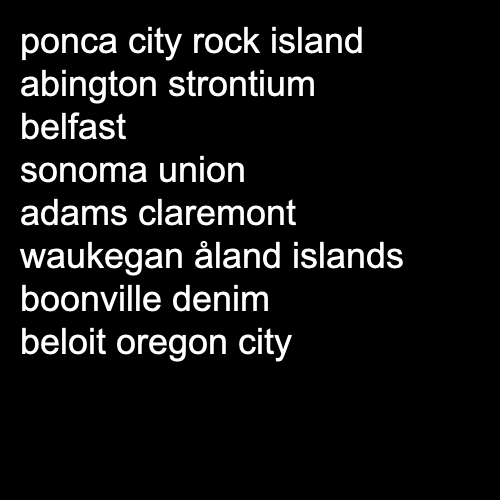 ponca city rock island
abington strontium
belfast
sonoma union
adams claremont
waukegan åland islands
boonville denim
beloit oregon city